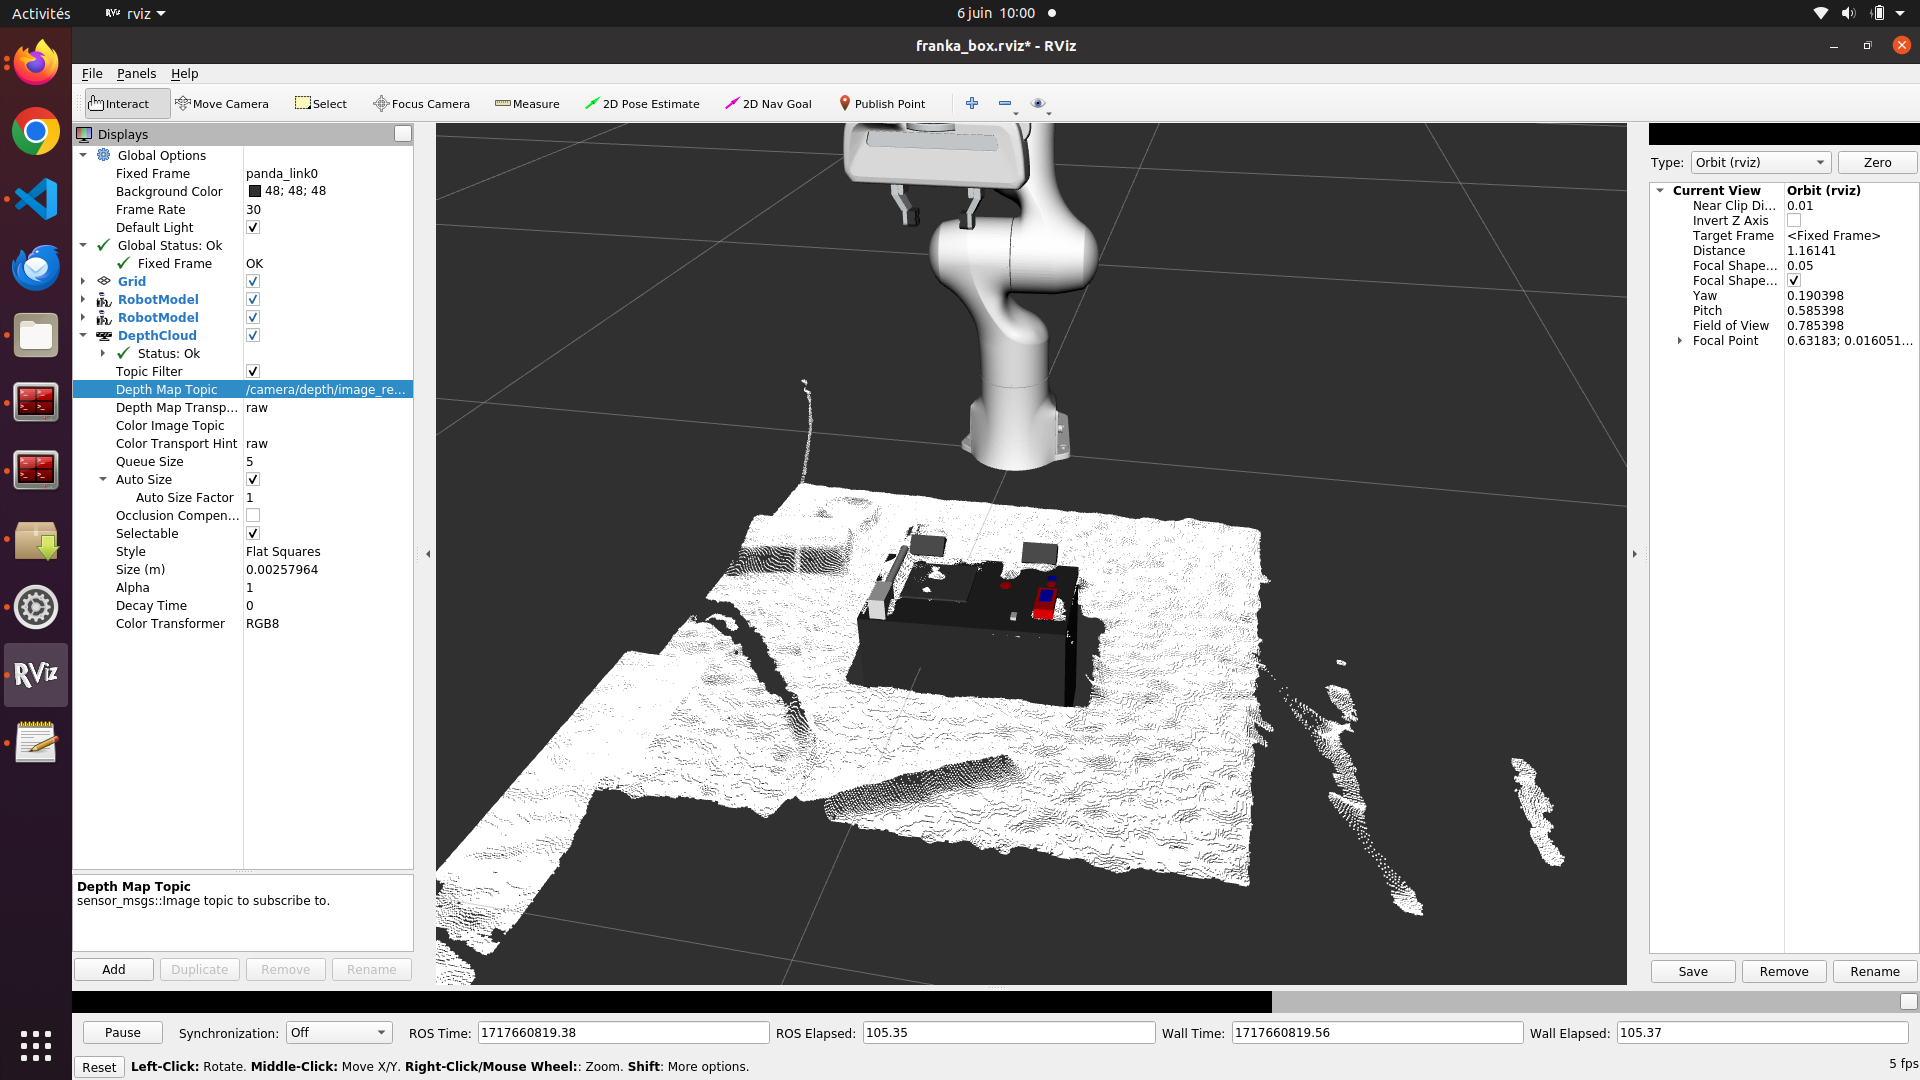 Activités
rviz
6 juin 10:00
franka_box.rviz* - RViz
File Panels Help
Interact Move Camera Select Focus Camera Measure 2D Pose Estimate 2D Nav Goal Publish Point
Displays
Global Options
Fixed Frame panda_link0
Background Color 48; 48; 48
Frame Rate 30
Default Light
Global Status: Ok
Fixed Frame OK
Grid
RobotModel
RobotModel
DepthCloud
Status: Ok
Topic Filter
Depth Map Topic /camera/depth/image_re...
Depth Map Transp... raw
Color Image Topic
Color Transport Hint raw
Queue Size 5
Auto Size
Auto Size Factor 1
Occlusion Compen...
Selectable
Style Flat Squares
Size (m) 0.00257964
Alpha 1
Decay Time 0
Color Transformer RGB8
Depth Map Topic
sensor_msgs::Image topic to subscribe to.
Add Duplicate Remove Rename
Type: Orbit (rviz) Zero
Current View Orbit (rviz)
Near Clip Di... 0.01
Invert Z Axis
Target Frame <Fixed Frame>
Distance 1.16141
Focal Shape... 0.05
Focal Shape...
Yaw 0.190398
Pitch 0.585398
Field of View 0.785398
Focal Point 0.63183; 0.016051...
Save Remove Rename
RViz
Pause Synchronization: Off ROS Time: 1717660819.38 ROS Elapsed: 105.35 Wall Time: 1717660819.56 Wall Elapsed: 105.37
Reset Left-Click: Rotate. Middle-Click: Move X/Y. Right-Click/Mouse Wheel:: Zoom. Shift: More options. 5 fps